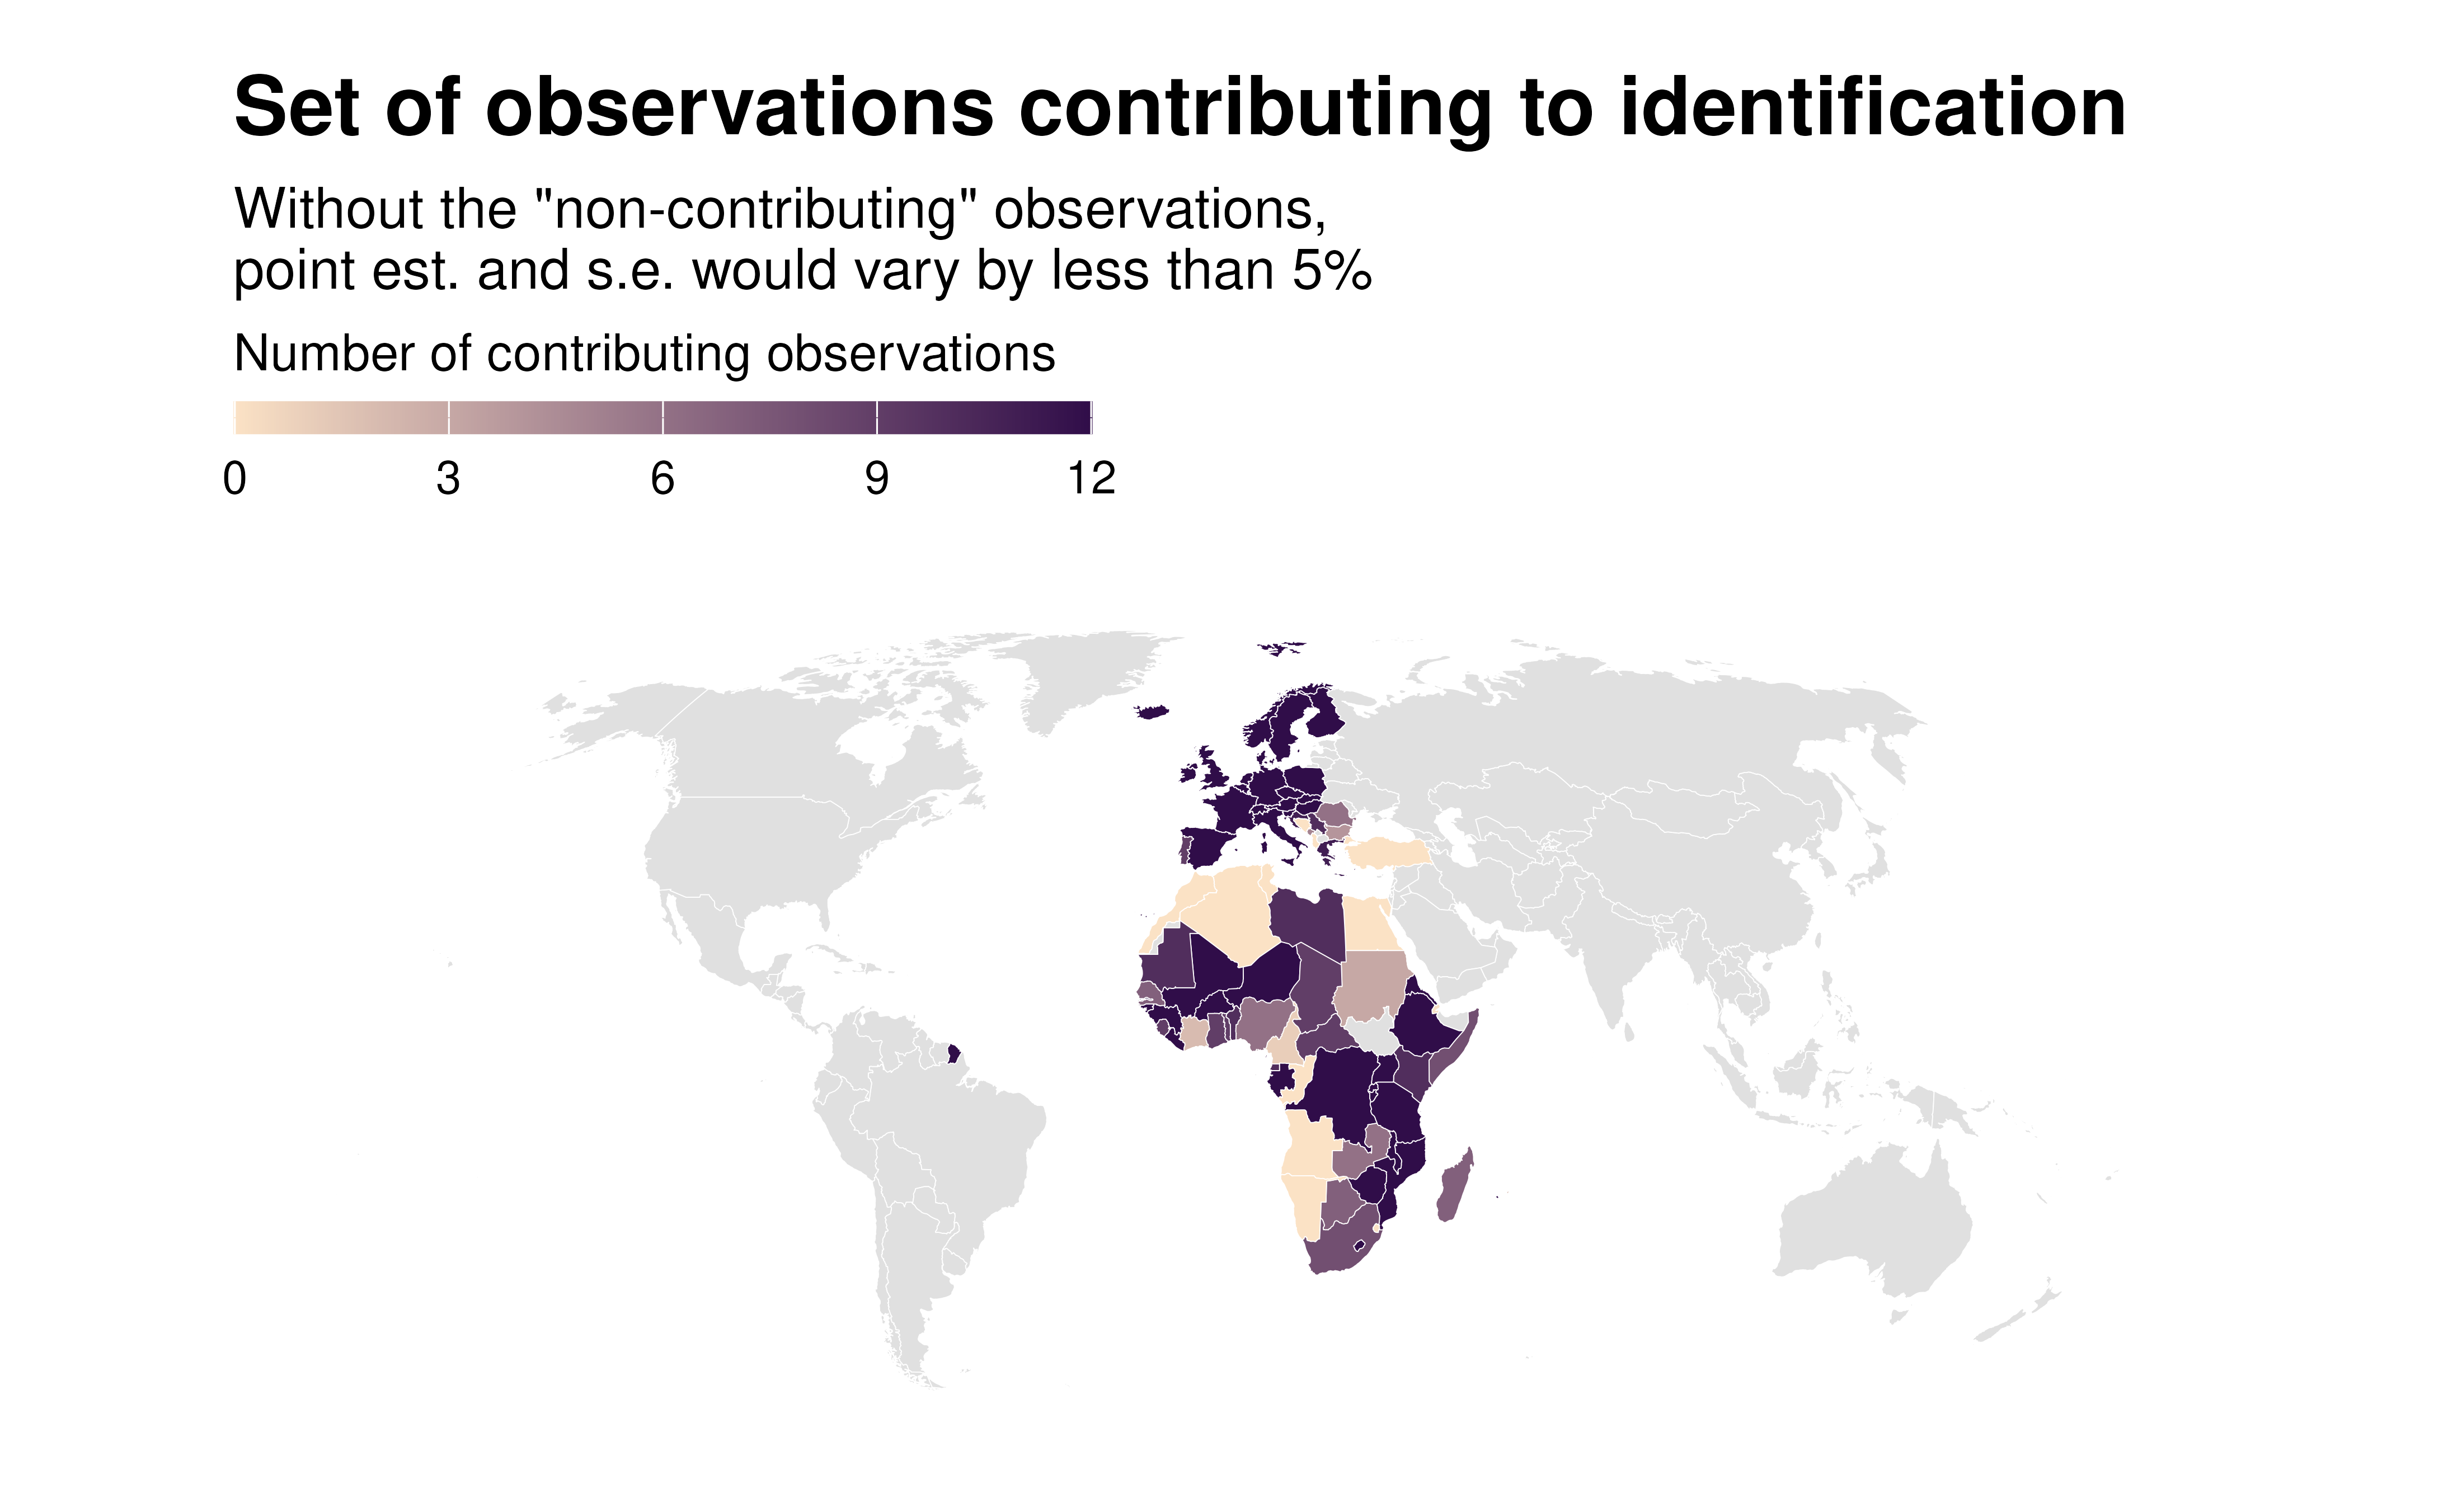 Set of observations contributing to identification
Without the "non-contributing" observations,
point est. and s.e. would vary by less than 5%
Number of contributing observations
0 3 6 9 12